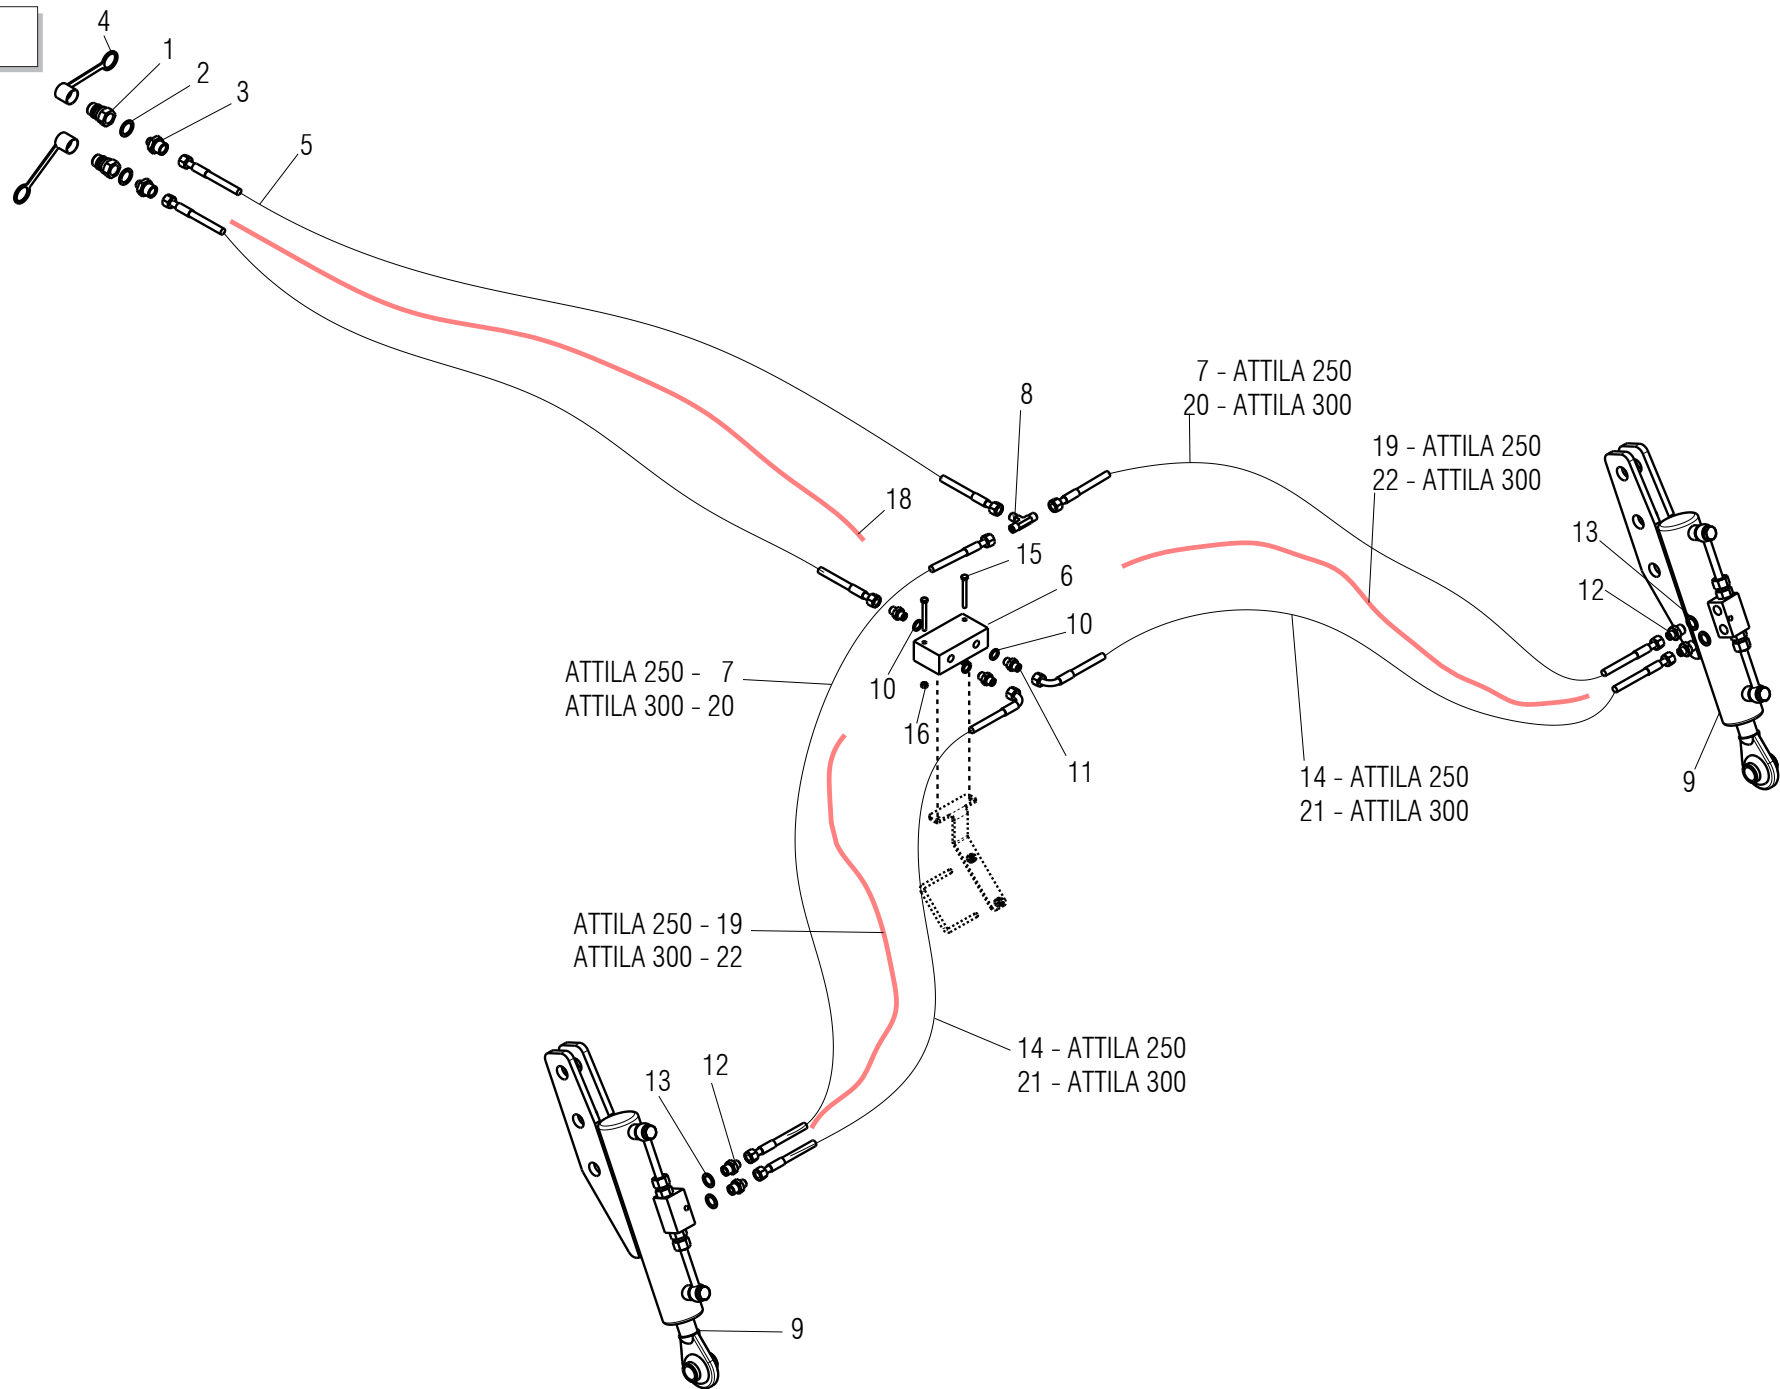 4
1
2
3
5
7 - ATTILA 250
20 - ATTILA 300
8
19 - ATTILA 250
22 - ATTILA 300
18
13
15
6
12
10
ATTILA 250 - 7
ATTILA 300 - 20
10
16
11
14 - ATTILA 250
21 - ATTILA 300
9
ATTILA 250 - 19
ATTILA 300 - 22
14 - ATTILA 250
21 - ATTILA 300
13
12
9